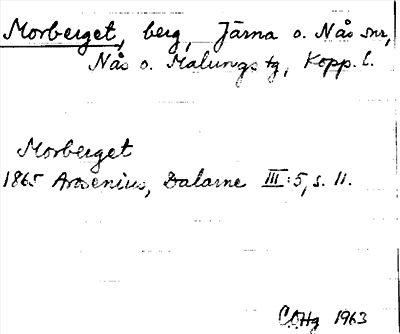 Morberget, berg, Järna o. Nås snr,
Nås o. Malungs tg, Kopp. l.
Morberget
1865 Arosenius, Dalarne III:5, s. 11.
1963